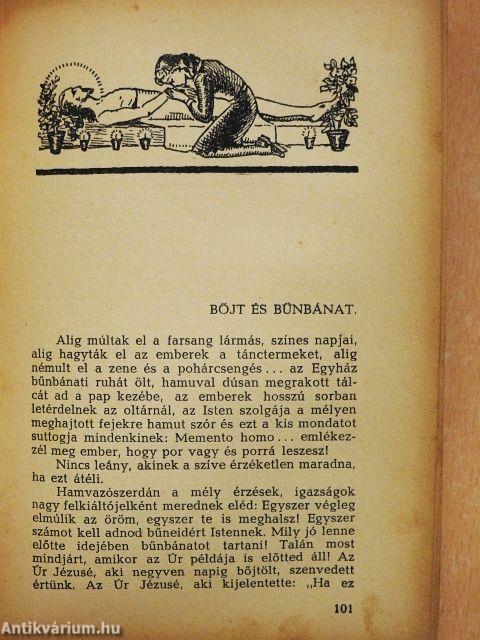 BÖJT ÉS BŰNBÁNAT.
Alig múltak el a farsang lármás, színes napjai,
alig hagyták el az emberek a tánctermeket, alig
némult el a zene és a pohárcsengés... az Egyház
bűnbánati ruhát ölt, hamuval dúsan megrakott tál-
cát ad a pap kezébe, az emberek hosszú sorban
letérdelnek az oltárnál, az Isten szolgája a mélyen
meghajtott fejekre hamut szór és ezt a kis mondatot
suttogja mindenkinek: Memento homo... emlékez-
zél meg ember, hogy por vagy és porrá leszesz!
Nincs leány, akinek a szíve érzéketlen maradna,
ha ezt átéli.
Hamvazószerdán a mély érzések, igazságok
nagy felkiáltójelként merednek eléd: Egyszer végleg
elmúlik az öröm, egyszer te is meghalsz! Egyszer
számot kell adnod bűneidért Istennek. Mily jó lenne
előtte idejében bűnbánatot tartani! Talán most
mindjárt, amikor az Úr példája is előtted áll! Az
Úr Jézusé, aki negyven napig bőjtölt, szenvedett
értünk. Az Úr Jézusé, aki kijelentette: „Ha ez
101
Antikvárium.hu